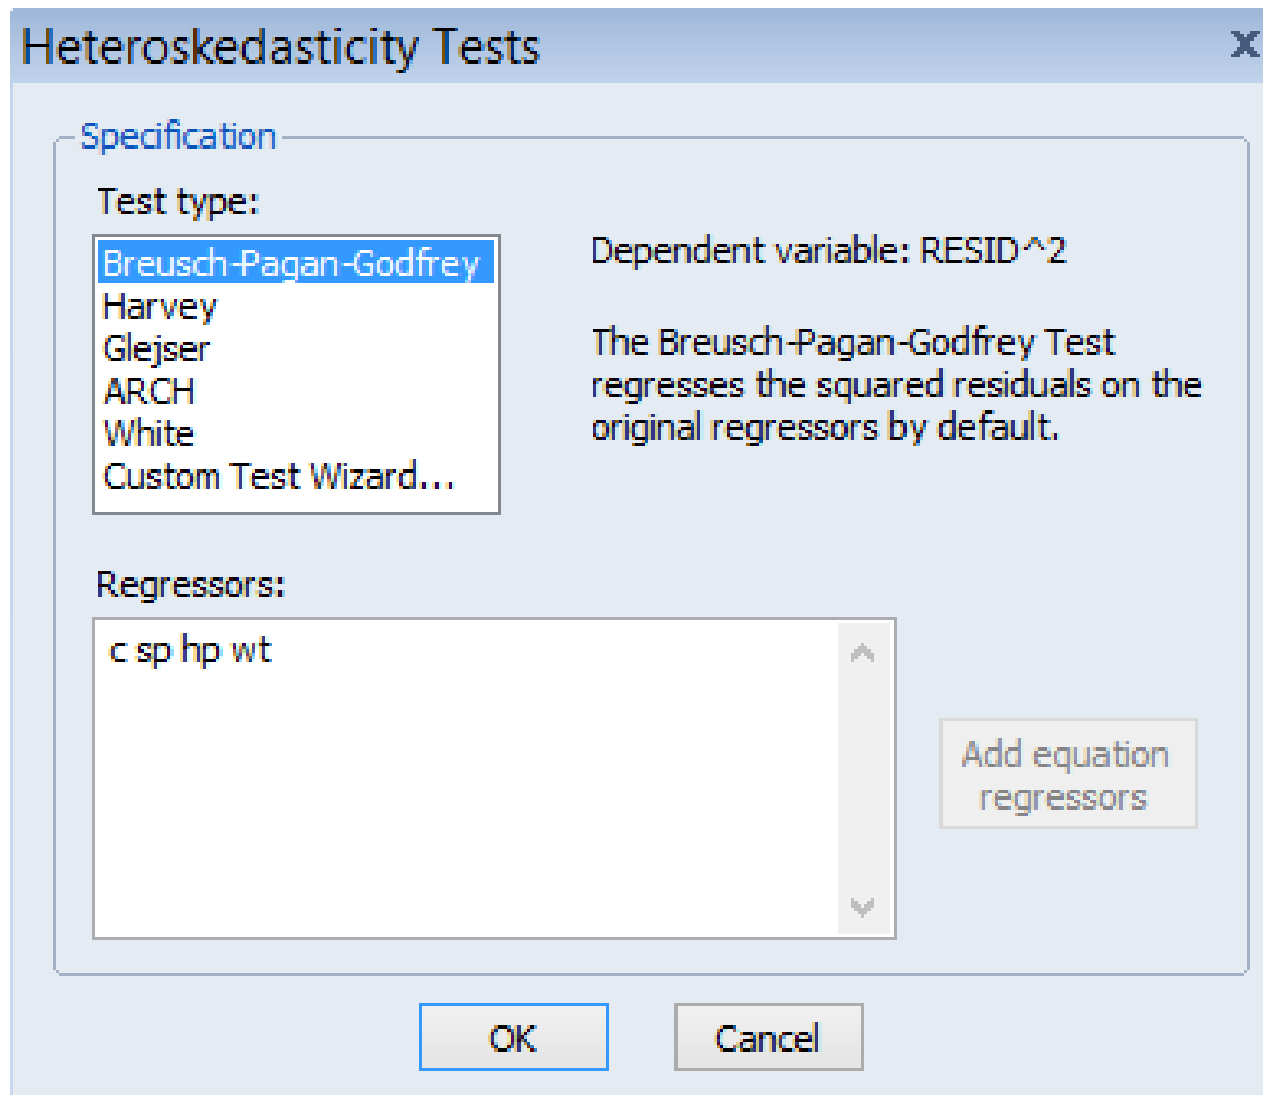 Heteroskedasticity Tests
x
Specification
Test type:
Breusch-Pagan-Godfrey
Harvey
Glejser
ARCH
White
Custom Test Wizard...
Dependent variable: RESID^2
The Breusch-Pagan-Godfrey Test
regresses the squared residuals on the
original regressors by default.
Regressors:
c sp hp wt
Add equation
regressors
OK
Cancel